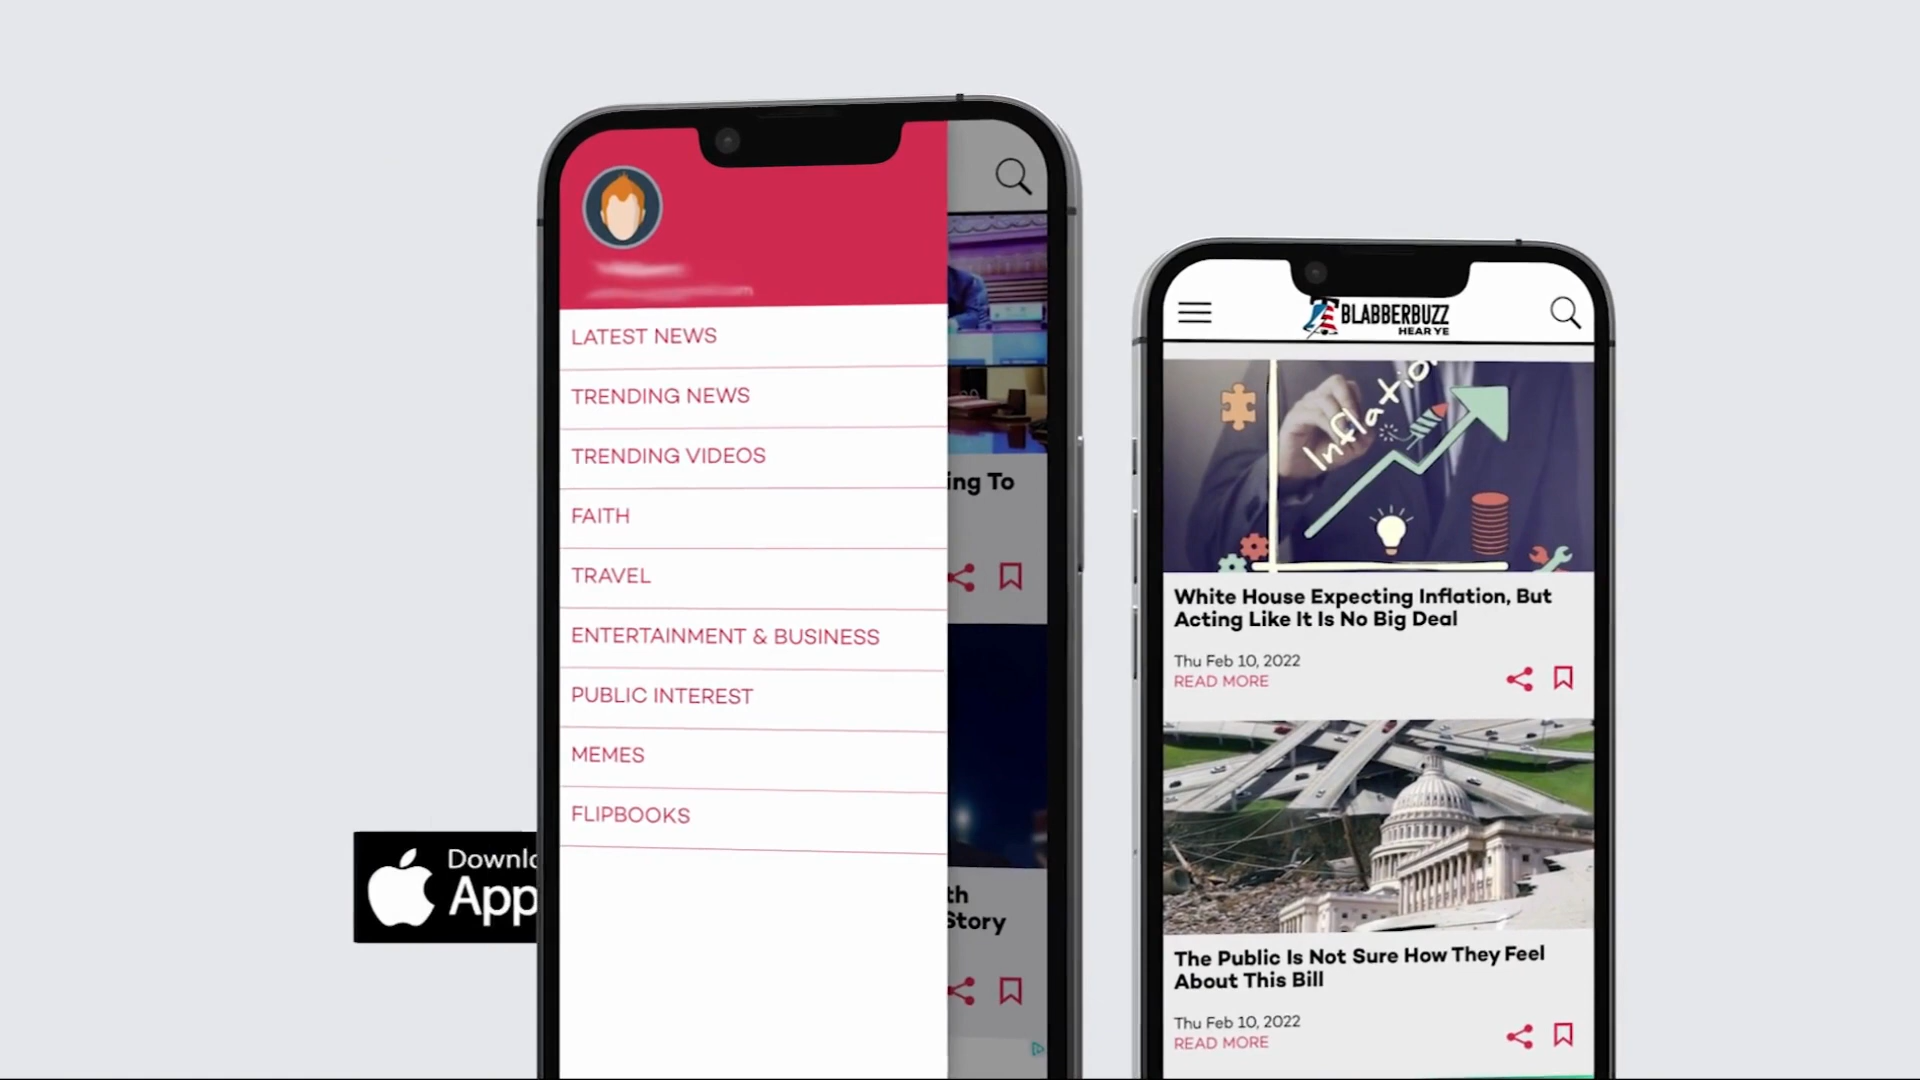 LATEST NEWS
TRENDING NEWS
TRENDING VIDEOS
FAITH
TRAVEL
ENTERTAINMENT & BUSINESS
PUBLIC INTEREST
MEMES
FLIPBOOKS
ing To
th
Story
App
BLABBERBUZZ
HEAR YE
Inflation
White House Expecting Inflation, But
Acting Like It Is No Big Deal
Thu Feb 10, 2022
READ MORE
The Public Is Not Sure How They Feel
About This Bill
Thu Feb 10, 2022
READ MORE